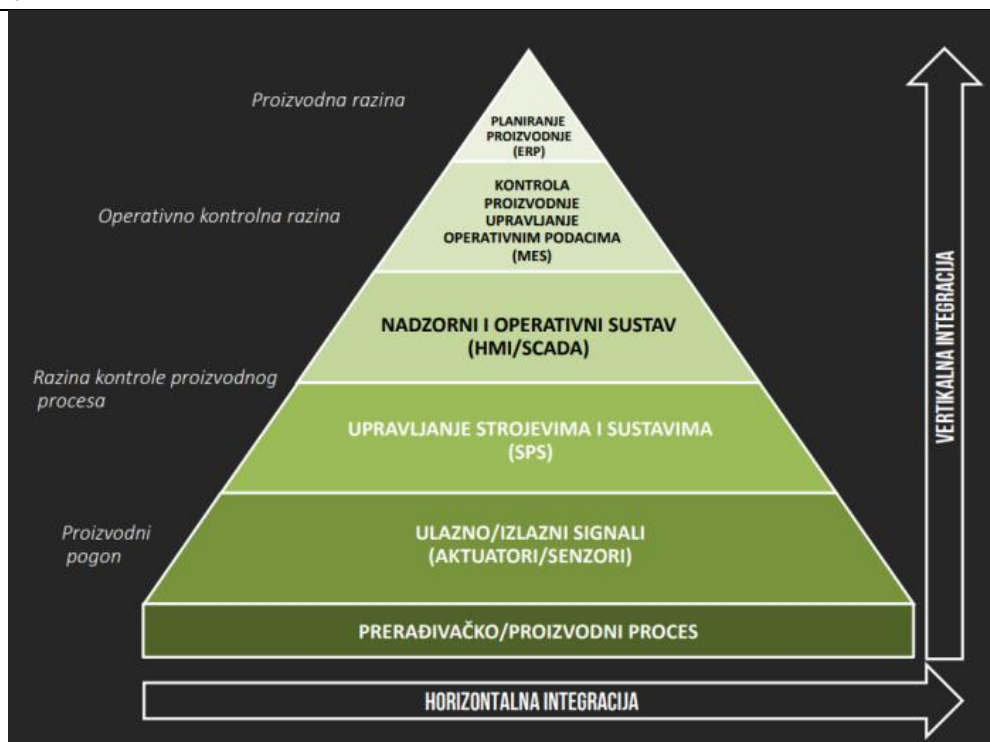 Proizvodna razina
PLANIRANJE
PROIZVODNJE
(ERP)
Operativno kontrolna razina
KONTROLA
PROIZVODNJE
UPRAVLJANJE
OPERATIVNIM PODACIMA
(MES)
NADZORNI I OPERATIVNI SUSTAV
(HMI/SCADA)
Razina kontrole proizvodnog
procesa
UPRAVLJANJE STROJEVIMA I SUSTAVIMA
(SPS)
Proizvodni
pogon
ULAZNO/IZLAZNI SIGNALI
(AKTUATORI/SENZORI)
PRERAĐIVAČKO/PROIZVODNI PROCES
HORIZONTALNA INTEGRACIJA
VERTIKALNA INTEGRACIJA